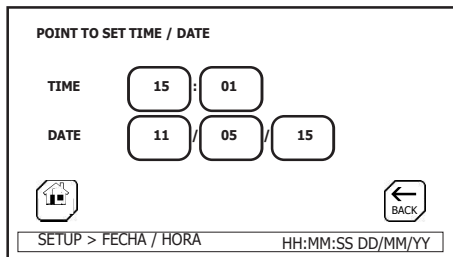 POINT TO SET TIME / DATE
TIME 15 : 01
DATE 11 / 05 / 15
BACK
SETUP > FECHA / HORA HH:MM:SS DD/MM/YY